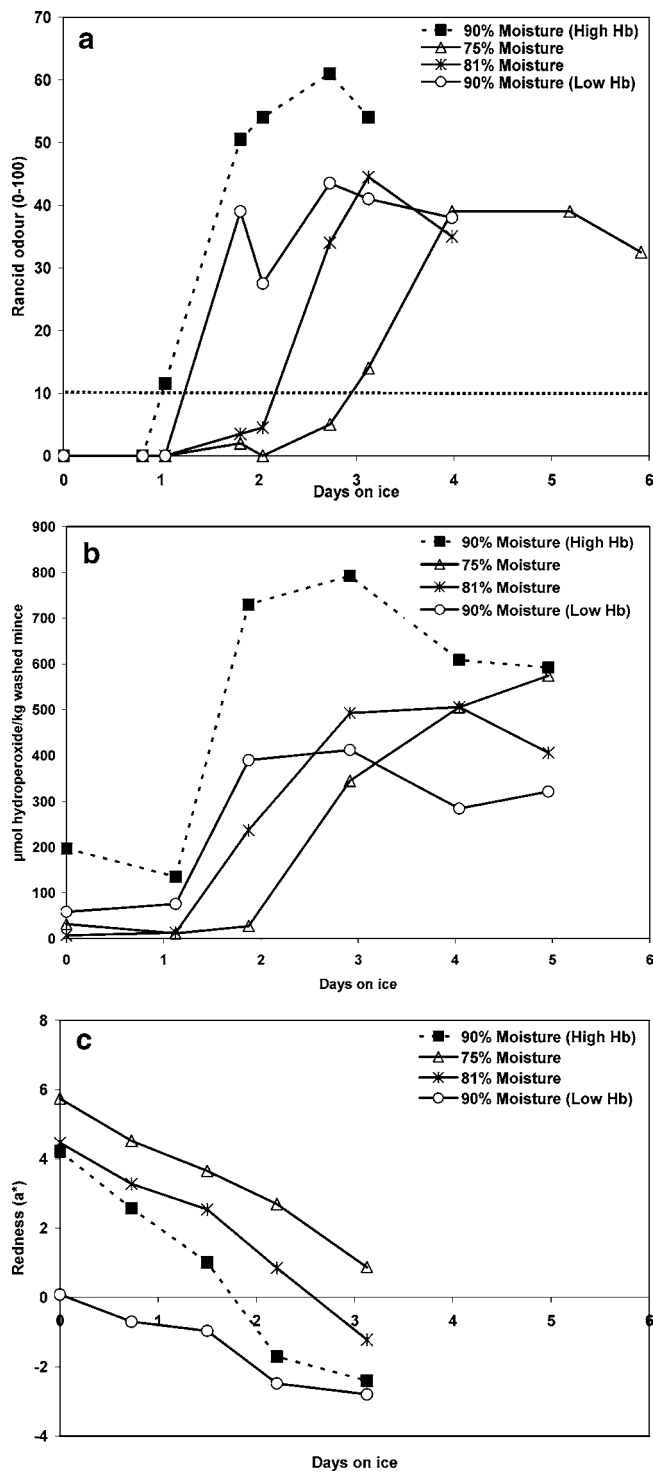 a
90% Moisture (High Hb)
75% Moisture
81% Moisture
90% Moisture (Low Hb)
Rancid odour (0-100)
70
60
50
40
30
20
10
0
0 1 2 3 4 5 6
Days on ice
b
90% Moisture (High Hb)
75% Moisture
81% Moisture
90% Moisture (Low Hb)
µmol hydroperoxide/kg washed mince
900
800
700
600
500
400
300
200
100
0
0 1 2 3 4 5 6
Days on ice
c
90% Moisture (High Hb)
75% Moisture
81% Moisture
90% Moisture (Low Hb)
Redness (a*)
8
6
4
2
0
-2
-4
0 1 2 3 4 5 6
Days on ice